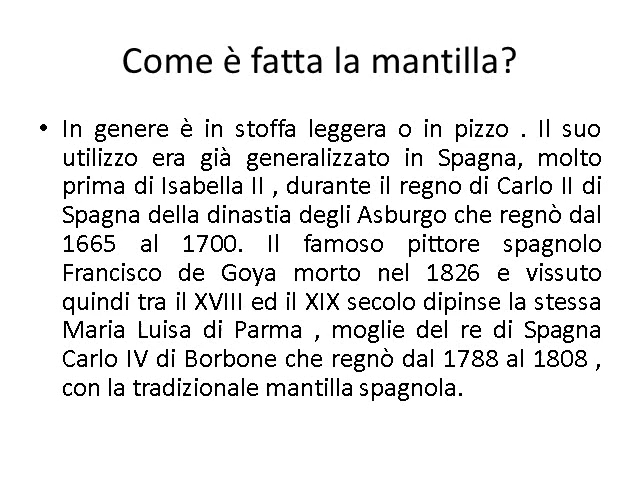 Come è fatta la mantilla?
• In genere è in stoffa leggera o in pizzo . Il suo
utilizzo era già generalizzato in Spagna, molto
prima di Isabella II , durante il regno di Carlo II di
Spagna della dinastia degli Asburgo che regnò dal
1665 al 1700. Il famoso pittore spagnolo
Francisco de Goya morto nel 1826 e vissuto
quindi tra il XVIII ed il XIX secolo dipinse la stessa
Maria Luisa di Parma , moglie del re di Spagna
Carlo IV di Borbone che regnò dal 1788 al 1808 ,
con la tradizionale mantilla spagnola.